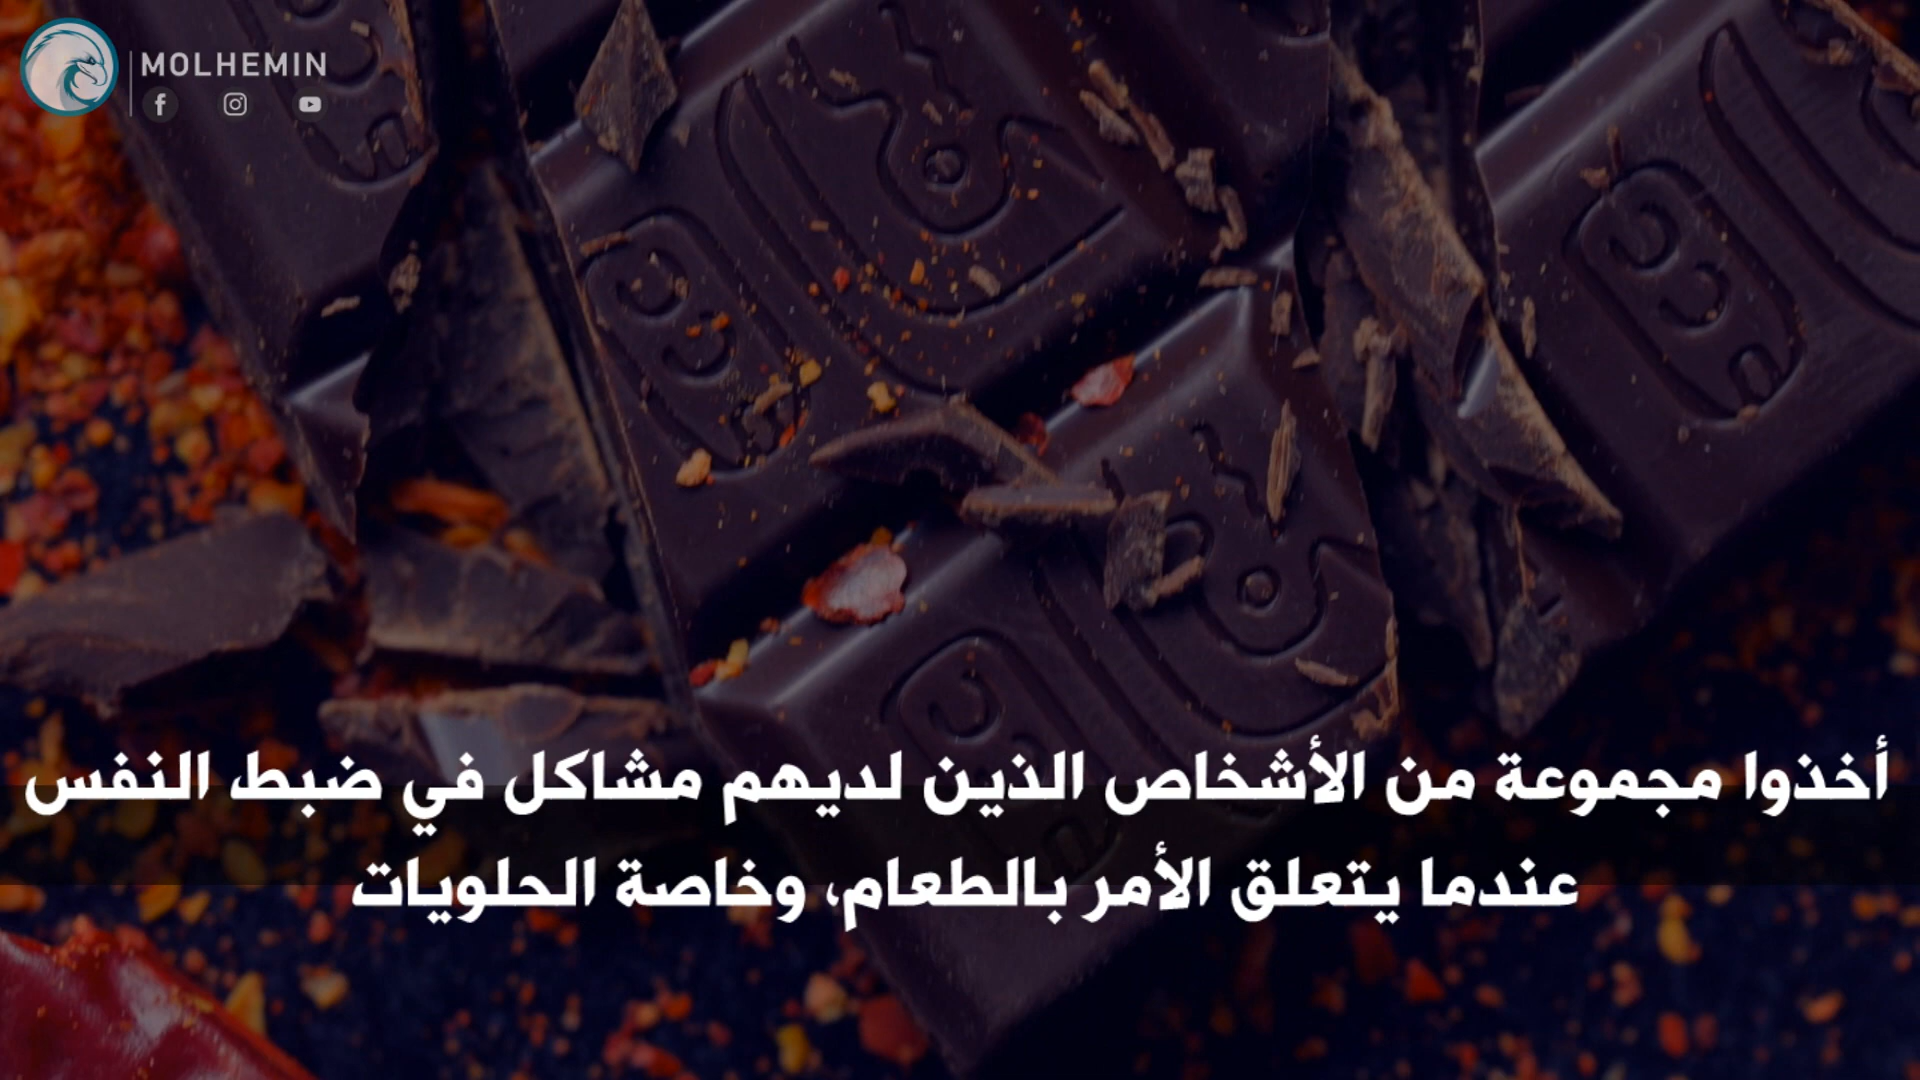 MOLHEMIN
أخذوا مجموعة من الأشخاص الذين لديهم مشاكل في ضبط النفس
عندما يتعلق الأمر بالطعام، وخاصة الحلويات